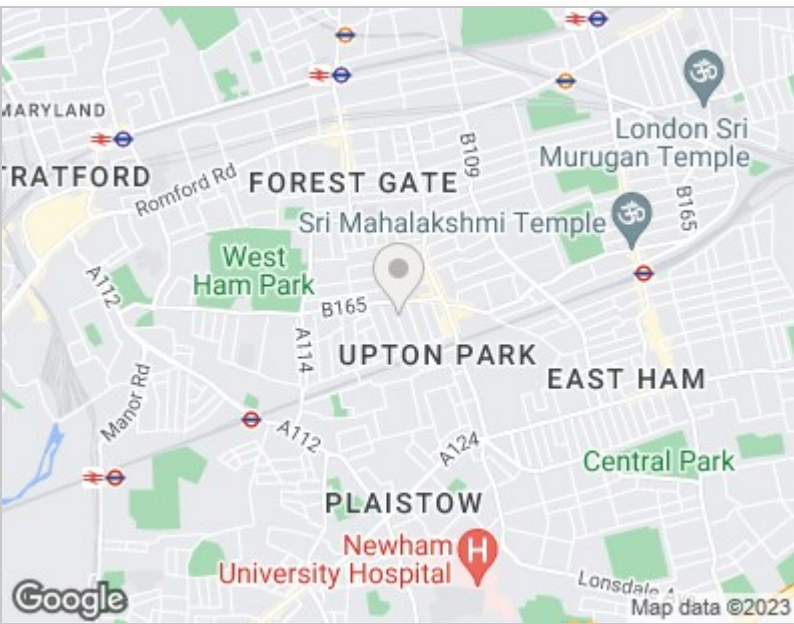 MARYLAND
TRATFORD
Romford Rd
FOREST GATE
B109
London Sri
Murugan Temple
B165
Sri Mahalakshmi Temple
West
Ham Park
A112
B165
A114
UPTON PARK
EAST HAM
Manor Rd
A112
A124
Central Park
PLAISTOW
Newham
University Hospital
H
Lonsdale A
Google
Map data ©2023